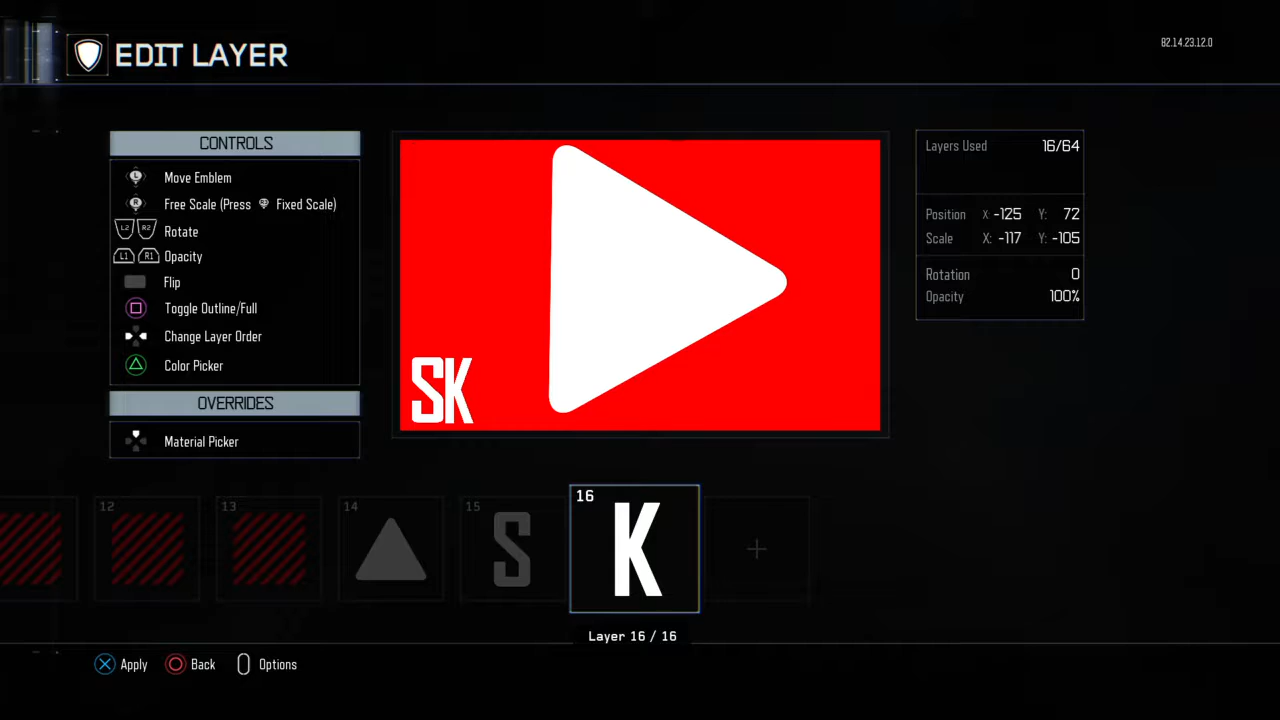 EDIT LAYER
82.14.23.12.0
CONTROLS
L Move Emblem
R Free Scale (Press R Fixed Scale)
L2 R2 Rotate
L1 R1 Opacity
Flip
Toggle Outline/Full
Change Layer Order
Color Picker
OVERRIDES
Material Picker
SK
Layers Used 16/64
Position X: -125 Y: 72
Scale X: -117 Y: -105
Rotation 0
Opacity 100%
12
13
14
15 S
16 K
Layer 16 / 16
Apply Back Options